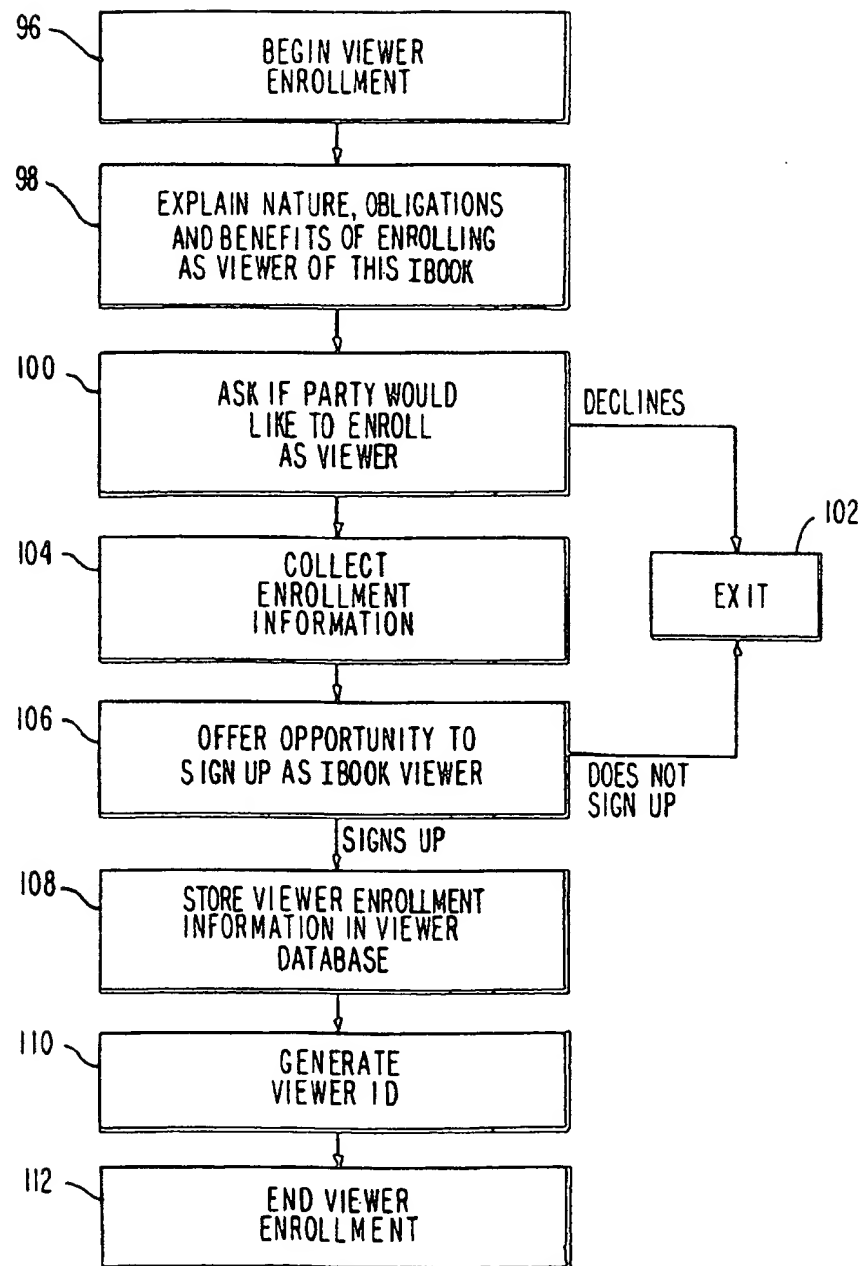 96
BEGIN VIEWER
ENROLLMENT
98
EXPLAIN NATURE, OBLIGATIONS
AND BENEFITS OF ENROLLING
AS VIEWER OF THIS IBOOK
100
ASK IF PARTY WOULD
LIKE TO ENROLL
AS VIEWER
DECLINES
102
EXIT
104
COLLECT
ENROLLMENT
INFORMATION
106
OFFER OPPORTUNITY TO
SIGN UP AS IBOOK VIEWER
DOES NOT
SIGN UP
SIGNS UP
108
STORE VIEWER ENROLLMENT
INFORMATION IN VIEWER
DATABASE
110
GENERATE
VIEWER ID
112
END VIEWER
ENROLLMENT